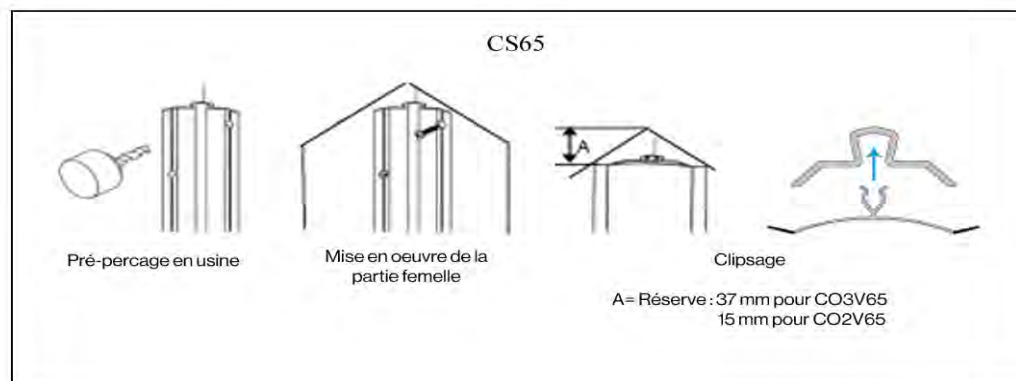 CS65
A
Pré-percage en usine
Mise en oeuvre de la
partie femelle
Clipsage
A= Réserve : 37 mm pour CO3V65
15 mm pour CO2V65